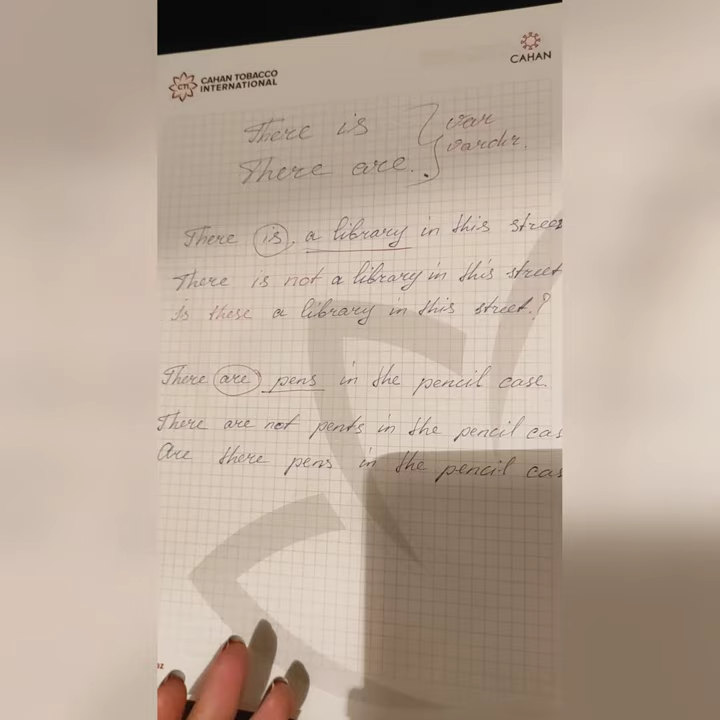 CAHAN TOBACCO
INTERNATIONAL
CTI
CAHAN
There is
There are.
var
vardır.
There is a library in this street
There is not a library in this street
Is there a library in this street?
There are pens in the pencil case.
There are not pents in the pencil cas
Are there pens in the pencil cas